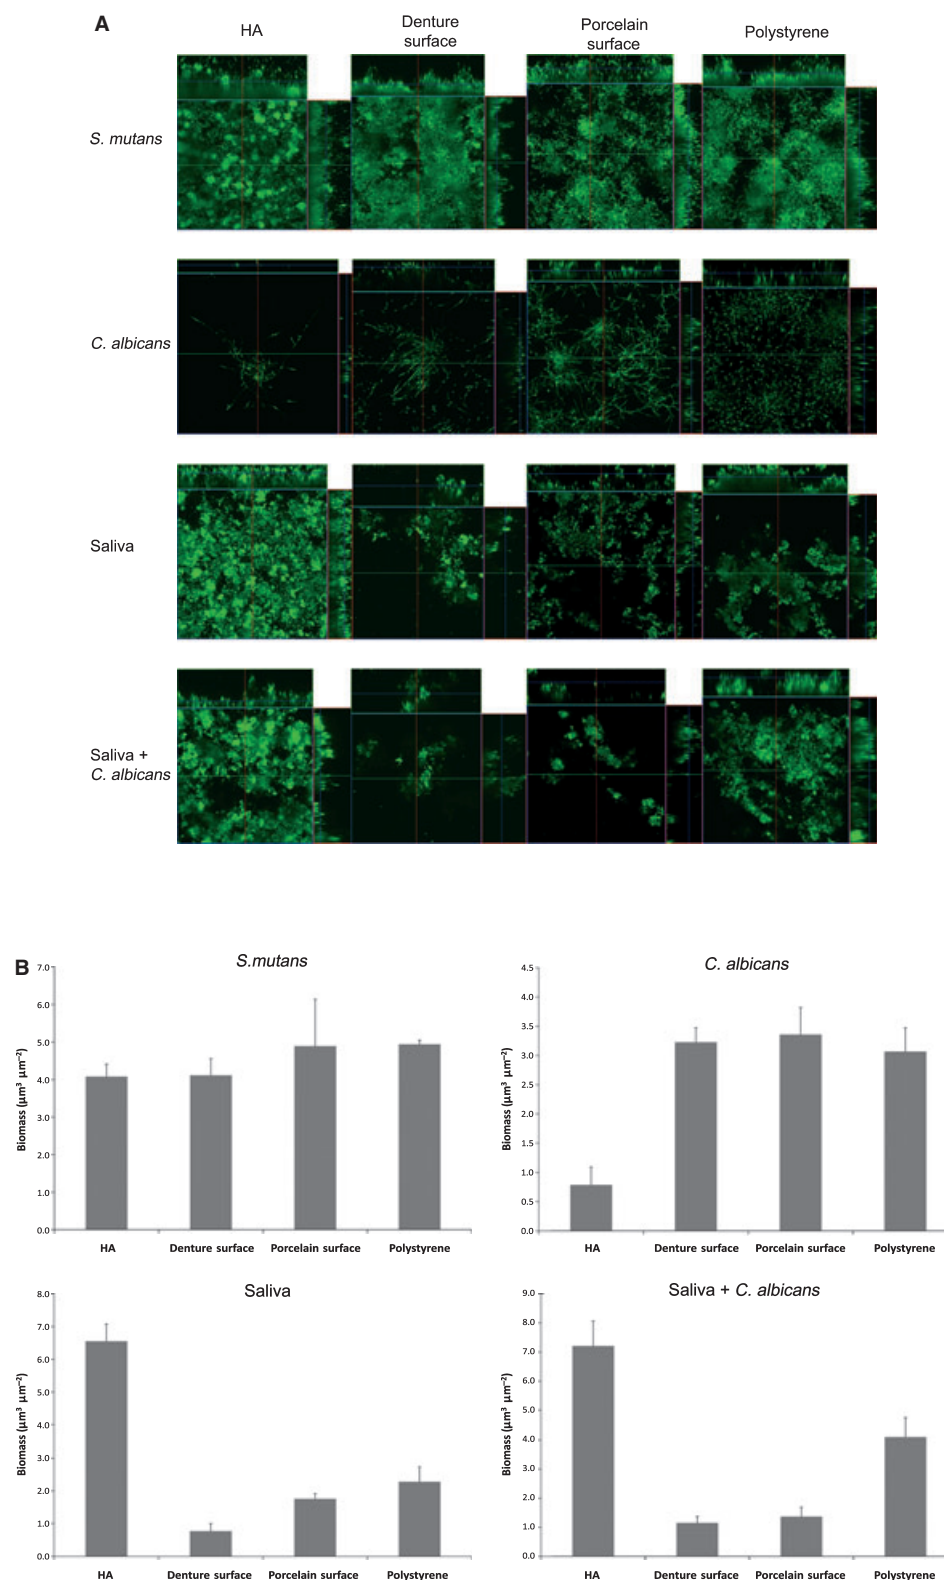 A
HA
Denture
surface
Porcelain
surface
Polystyrene
S. mutans
C. albicans
Saliva
Saliva +
C. albicans
B
S.mutans
Biomass (µm³ µm⁻²)
7.0
6.0
5.0
4.0
3.0
2.0
1.0
0.0
HA Denture surface Porcelain surface Polystyrene
C. albicans
Biomass (µm³ µm⁻²)
4.5
4.0
3.5
3.0
2.5
2.0
1.5
1.0
0.5
0.0
HA Denture surface Porcelain surface Polystyrene
Saliva
Biomass (µm³ µm⁻²)
8.0
7.0
6.0
5.0
4.0
3.0
2.0
1.0
0.0
HA Denture surface Porcelain surface Polystyrene
Saliva + C. albicans
Biomass (µm³ µm⁻²)
9.0
8.0
7.0
6.0
5.0
4.0
3.0
2.0
1.0
0.0
HA Denture surface Porcelain surface Polystyrene